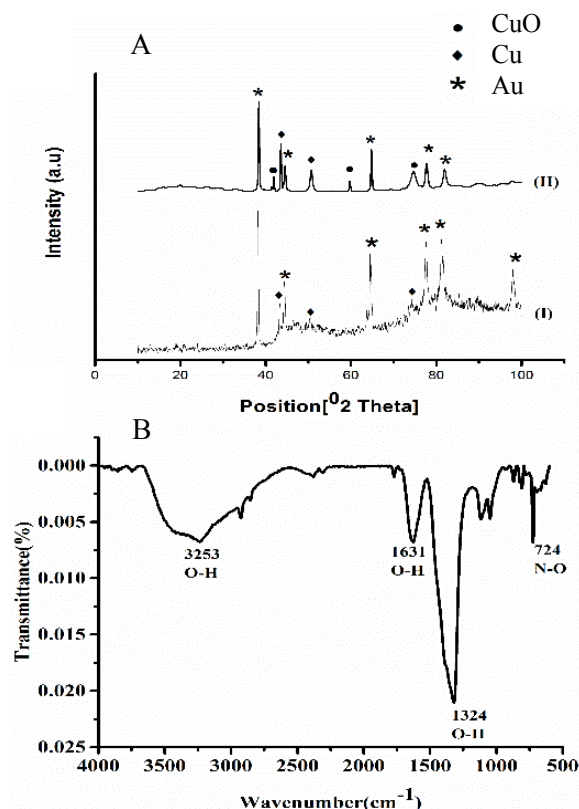 A
● CuO
◆ Cu
* Au
Intensity (a.u)
* * * * * *
(II)
* * * * * *
(I)
0 20 40 60 80 100
Position[⁰2 Theta]
B
0.000
0.005
0.010
0.015
0.020
0.025
Transmittance(%)
3253
O-H
1631
O-H
724
N-O
1324
O-H
4000 3500 3000 2500 2000 1500 1000 500
Wavenumber(cm⁻¹)